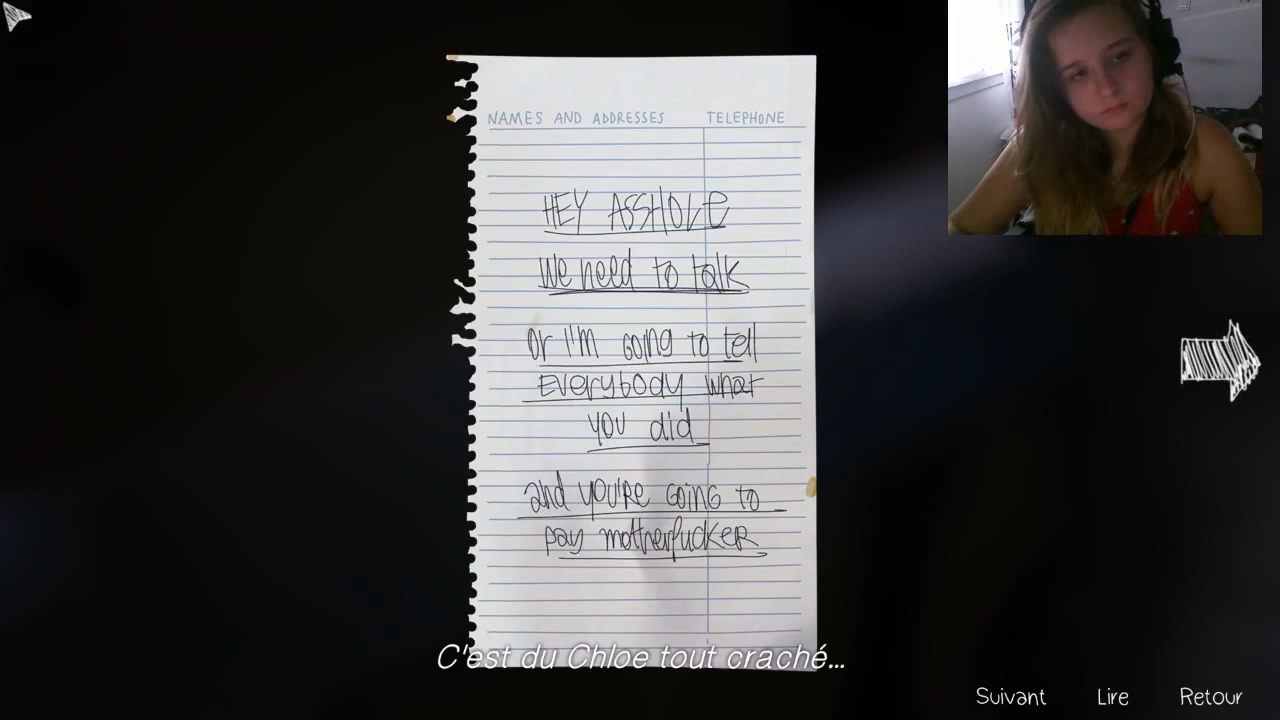 NAMES AND ADDRESSES TELEPHONE
HEY ASSHOLE
We need to talk
Or I'm going to tell
Everybody what
you did
and you're going to
pay motherfucker
C'est du Chloe tout craché...
Suivant Lire Retour